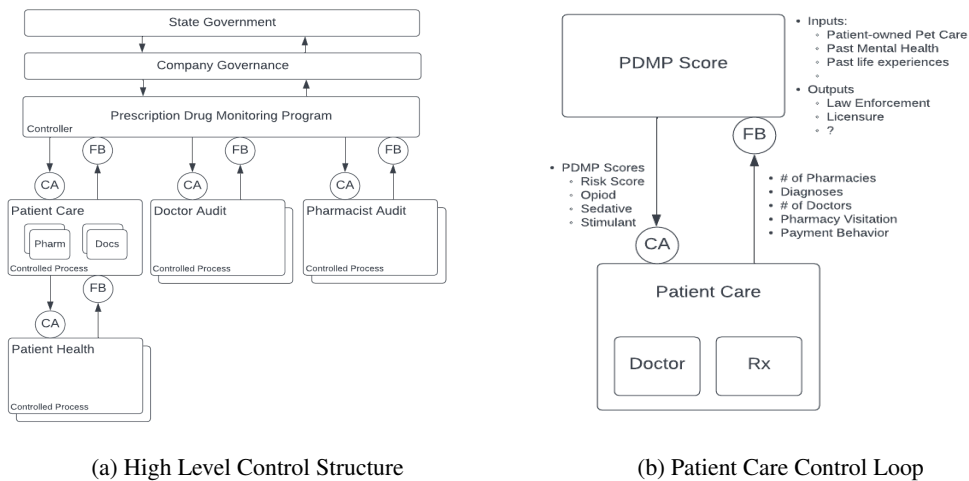 State Government
Company Governance
Prescription Drug Monitoring Program
Controller
FB
FB
FB
CA
CA
CA
Patient Care
Pharm
Docs
Controlled Process
Doctor Audit
Controlled Process
Pharmacist Audit
Controlled Process
FB
CA
Patient Health
Controlled Process
(a) High Level Control Structure
PDMP Score
• Inputs:
◦ Patient-owned Pet Care
◦ Past Mental Health
◦ Past life experiences
◦
• Outputs
◦ Law Enforcement
◦ Licensure
◦ ?
FB
• PDMP Scores
◦ Risk Score
◦ Opiod
◦ Sedative
◦ Stimulant
• # of Pharmacies
• Diagnoses
• # of Doctors
• Pharmacy Visitation
• Payment Behavior
CA
Patient Care
Doctor
Rx
(b) Patient Care Control Loop